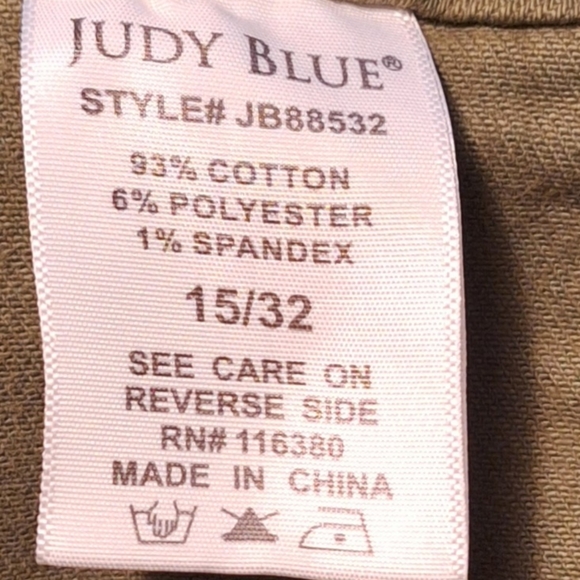 JUDY BLUE®
STYLE# JB88532
93% COTTON
6% POLYESTER
1% SPANDEX
15/32
SEE CARE ON
REVERSE SIDE
RN# 116380
MADE IN CHINA